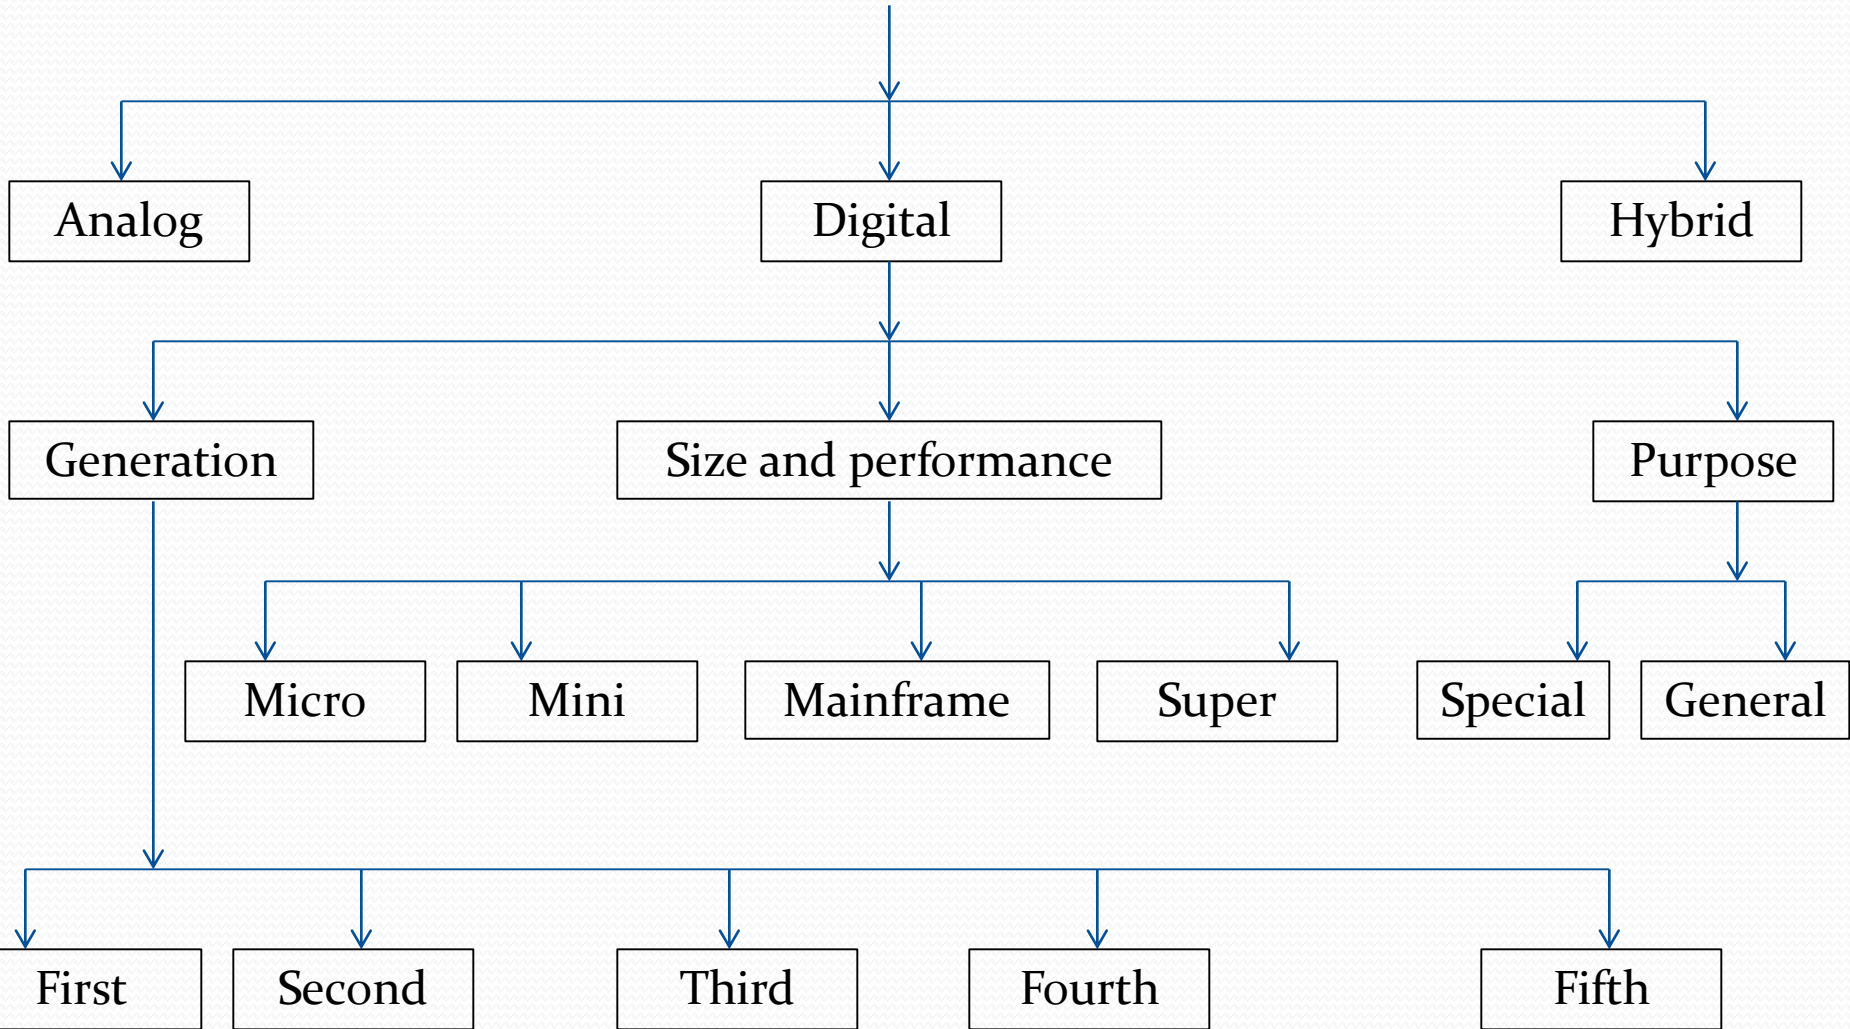 Analog
Digital
Hybrid
Generation
Size and performance
Purpose
Micro
Mini
Mainframe
Super
Special
General
First
Second
Third
Fourth
Fifth